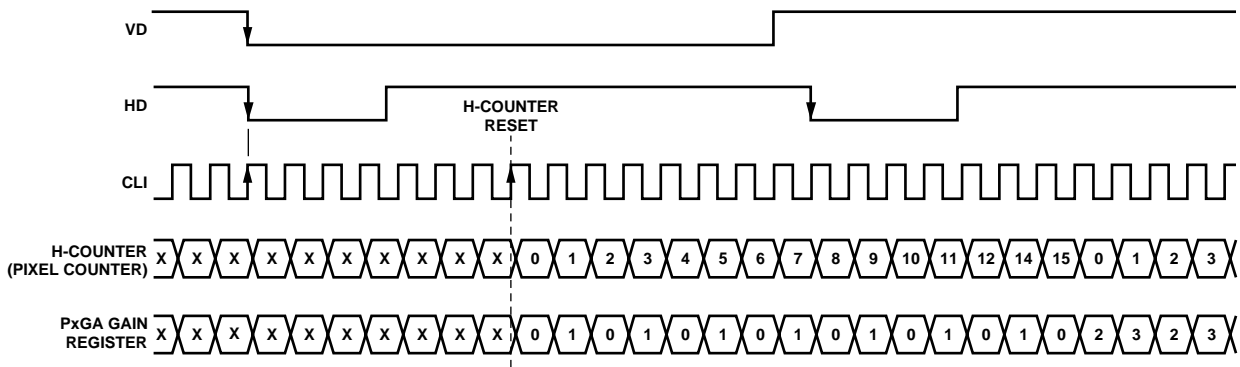 VD
HD
H-COUNTER
RESET
CLI
H-COUNTER
(PIXEL COUNTER)
X X X X X X X X X X 0 1 2 3 4 5 6 7 8 9 10 11 12 14 15 0 1 2 3
PxGA GAIN
REGISTER
X X X X X X X X X X 0 1 0 1 0 1 0 1 0 1 0 1 0 1 0 2 3 2 3